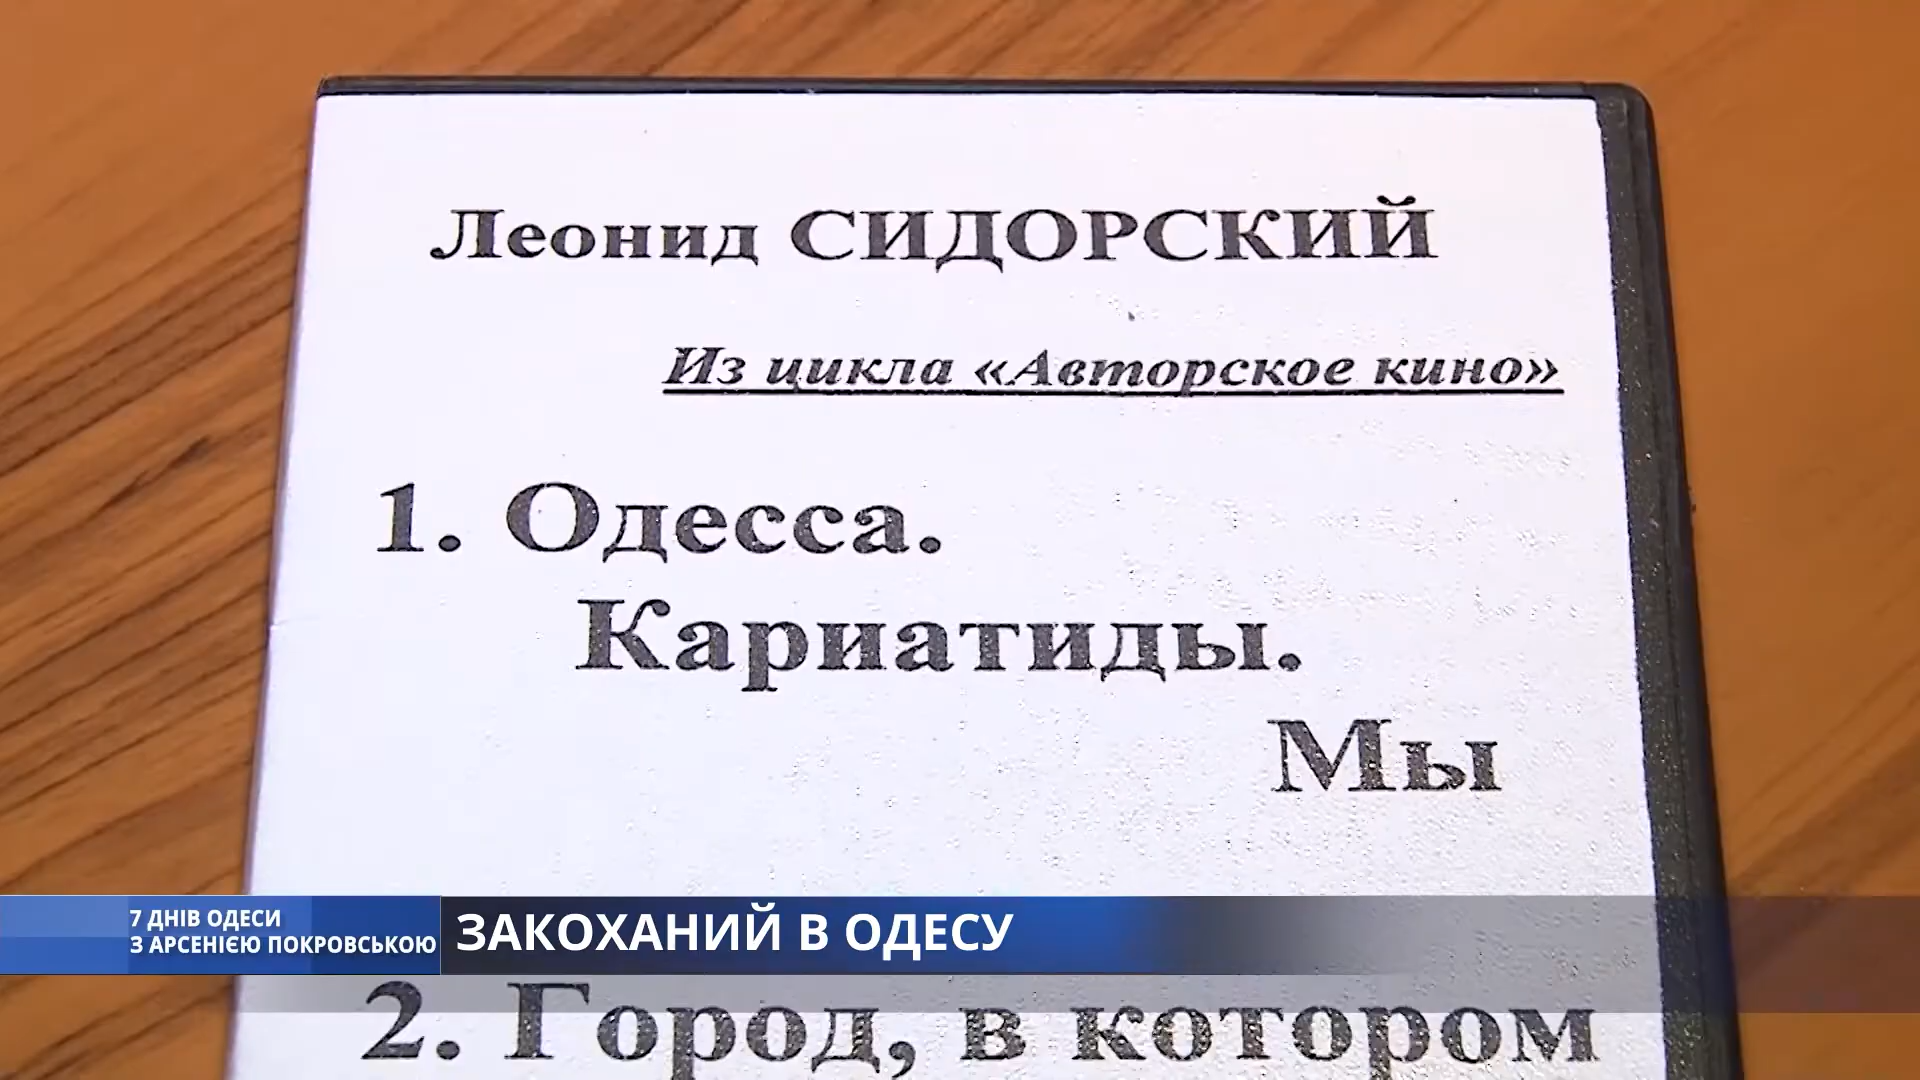 Леонид СИДОРСКИЙ
Из цикла «Авторское кино»
1. Одесса.
Кариатиды.
Мы
7 ДНІВ ОДЕСИ
З АРСЕНІЄЮ ПОКРОВСЬКОЮ
ЗАКОХАНИЙ В ОДЕСУ
2. Город, в котором